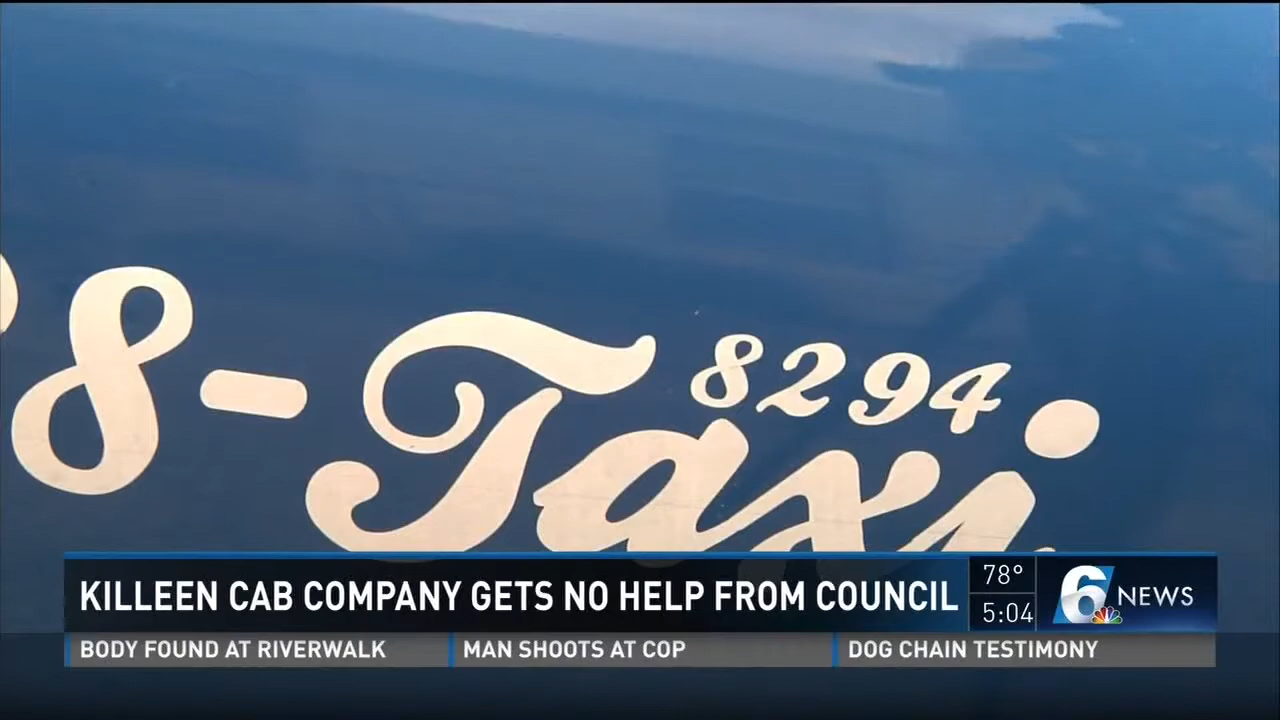 8-Taxi
8294
KILLEEN CAB COMPANY GETS NO HELP FROM COUNCIL
78°
5:04
6 NEWS
BODY FOUND AT RIVERWALK
MAN SHOOTS AT COP
DOG CHAIN TESTIMONY